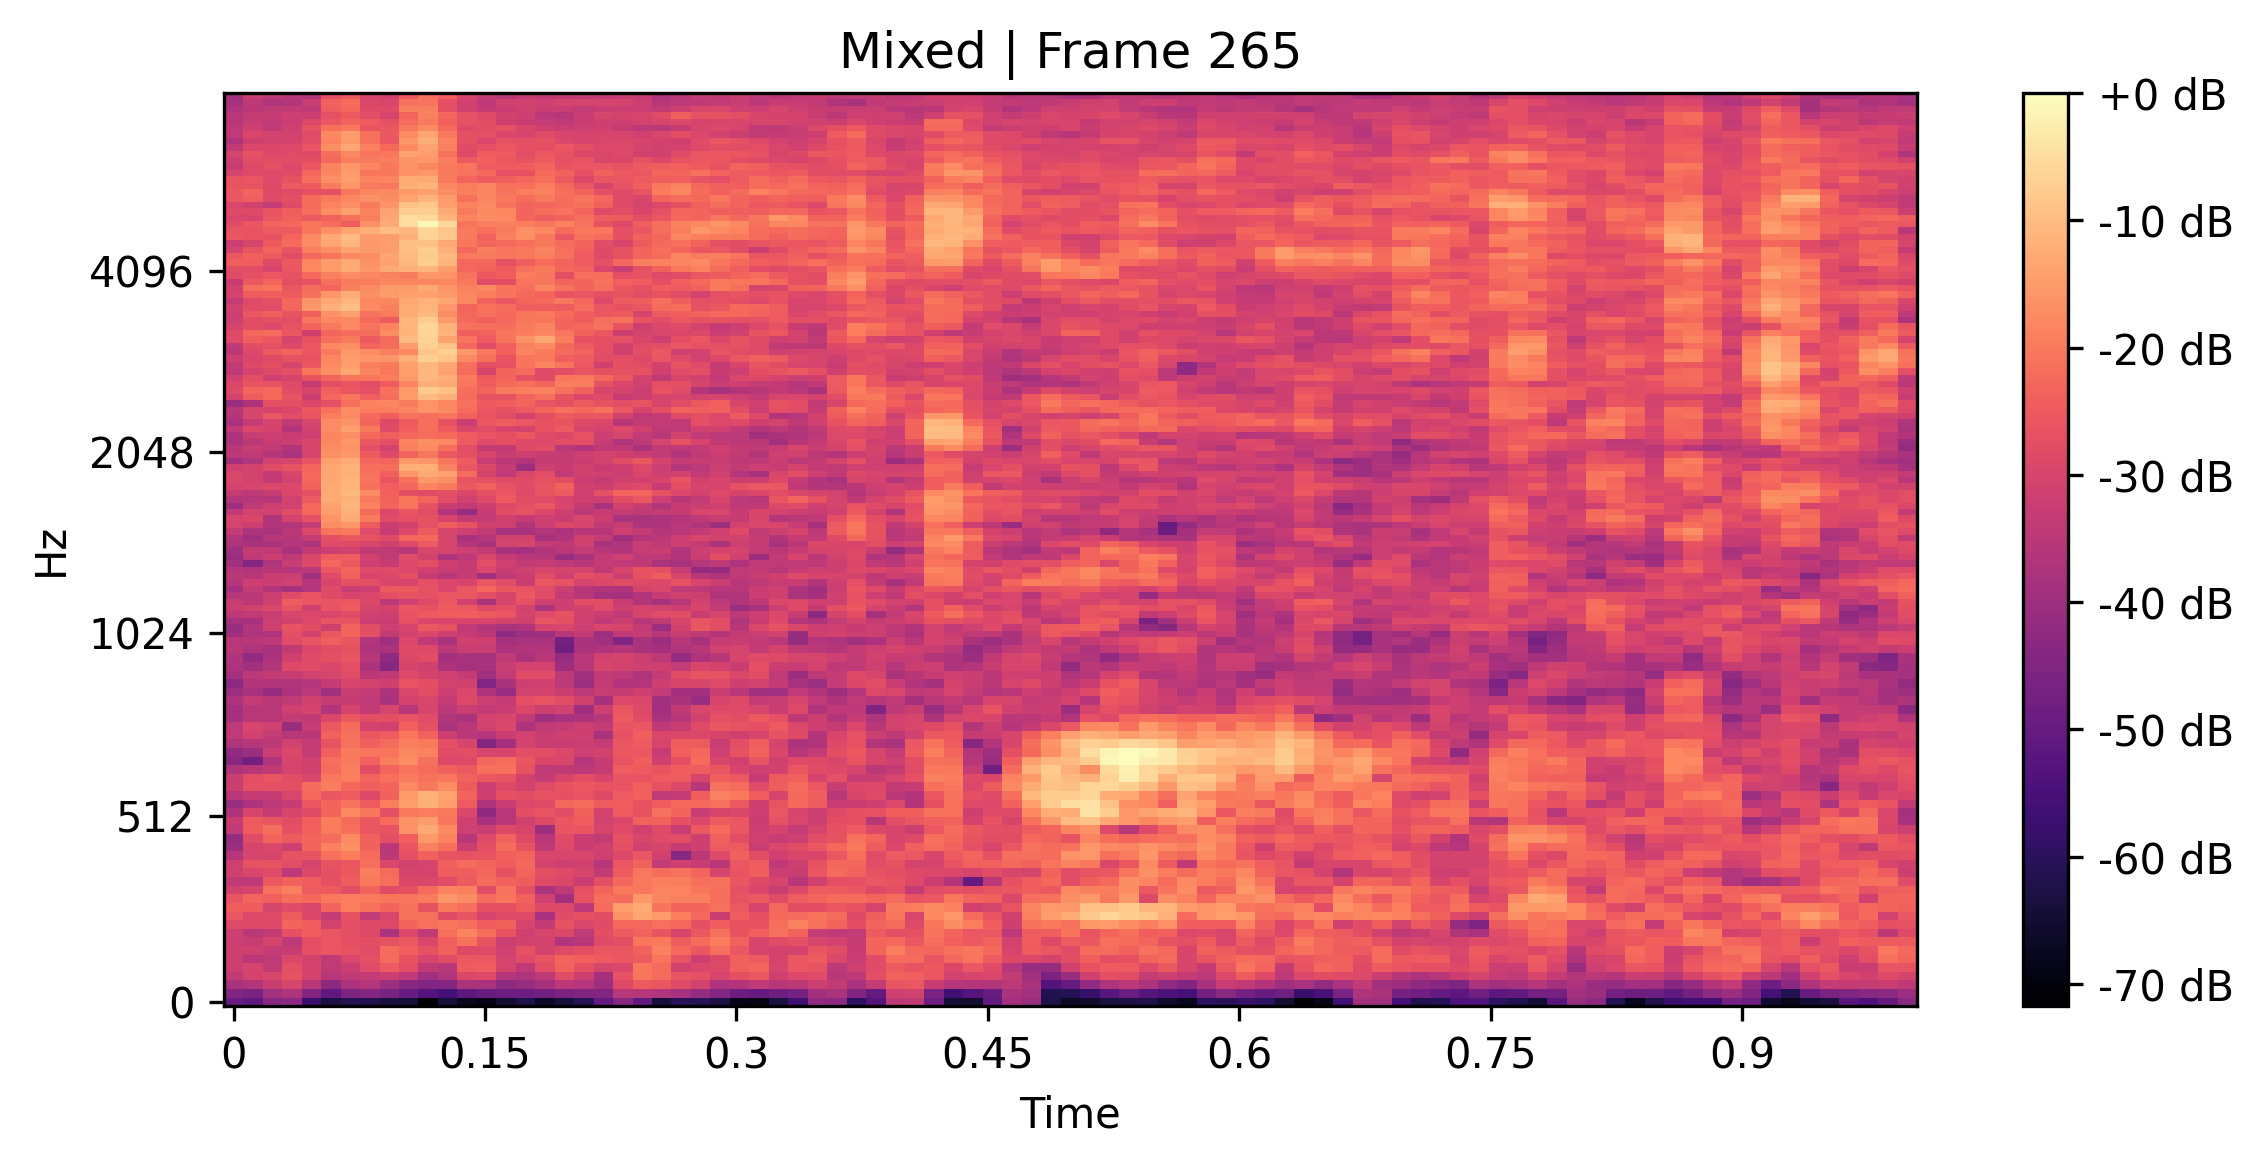 Mixed | Frame 265
+0 dB
-10 dB
-20 dB
-30 dB
-40 dB
-50 dB
-60 dB
-70 dB
4096
2048
1024
512
0
Hz
0 0.15 0.3 0.45 0.6 0.75 0.9
Time